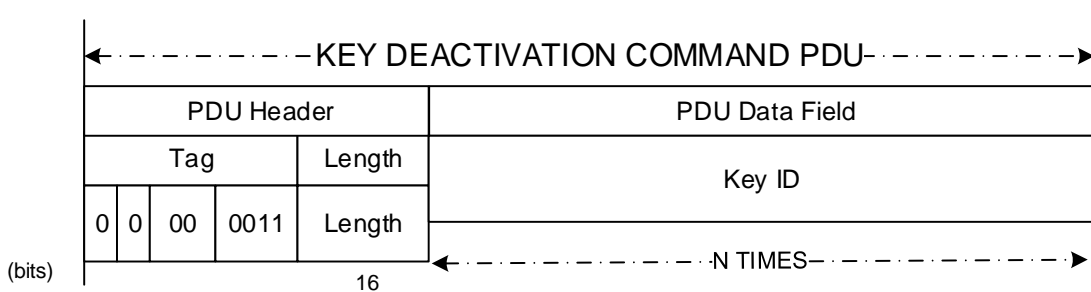 KEY DEACTIVATION COMMAND PDU
PDU Header PDU Data Field
Tag Length Key ID
0 0 00 0011 Length
N TIMES
(bits) 16